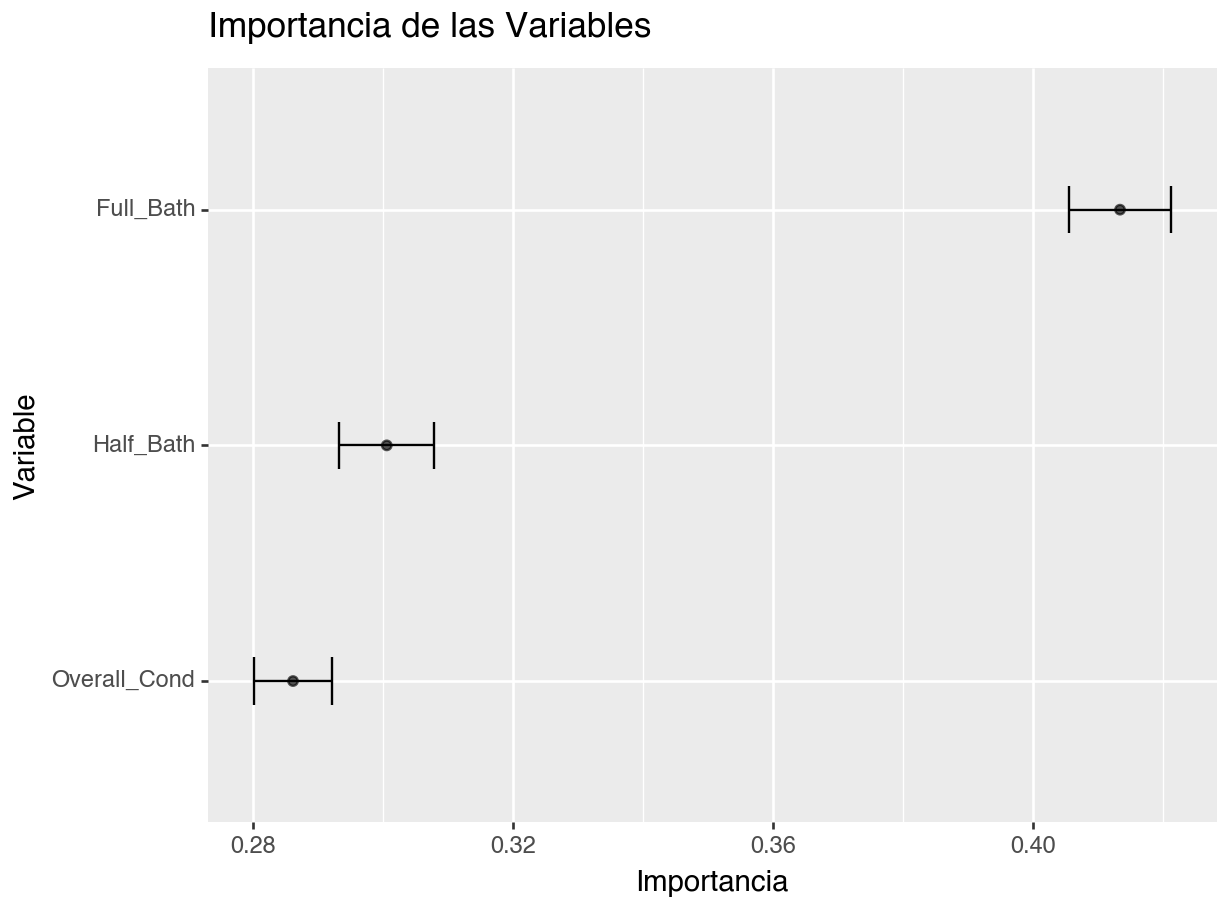 Importancia de las Variables
Full_Bath
Half_Bath
Overall_Cond
Variable
0.28
0.32
0.36
0.40
Importancia